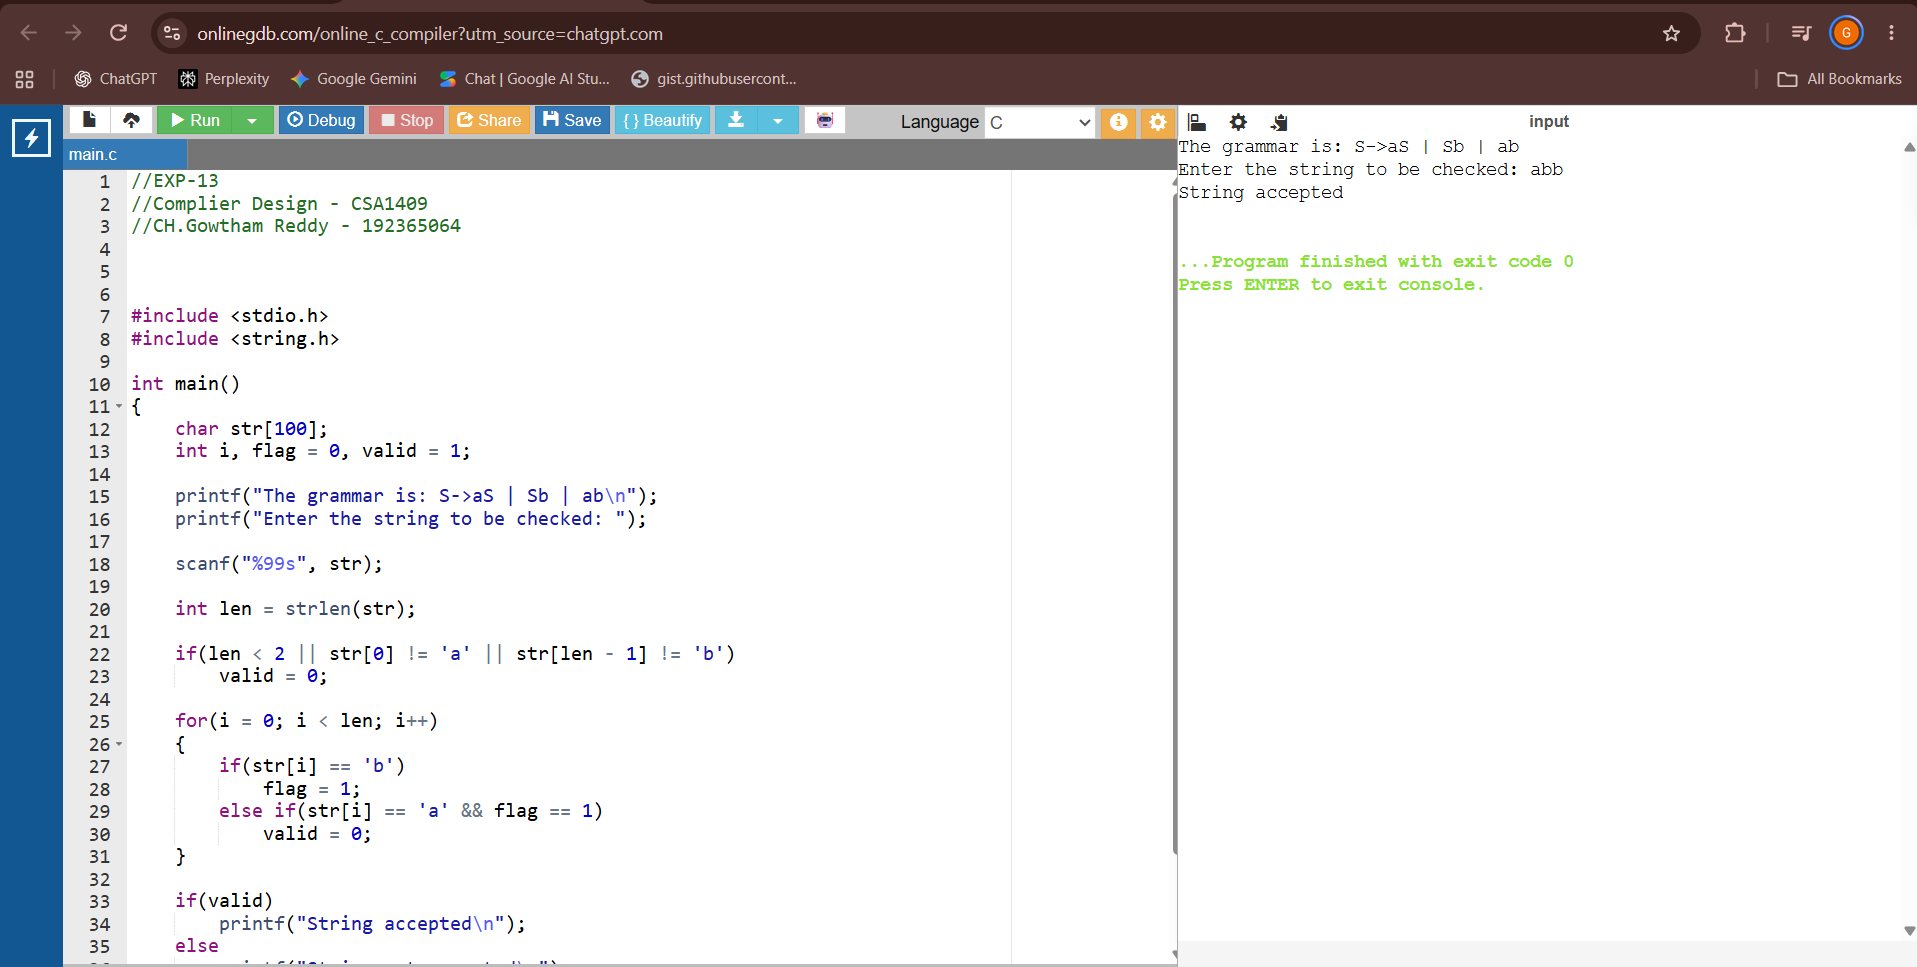 onlinegdb.com/online_c_compiler?utm_source=chatgpt.com
G
ChatGPT
Perplexity
Google Gemini
Chat | Google AI Stu...
gist.githubusercont...
All Bookmarks
Run
Debug
Stop
Share
Save
{} Beautify
Language
C
input
main.c
1 //EXP-13
2 //Complier Design - CSA1409
3 //CH.Gowtham Reddy - 192365064
4
5
6
7 #include <stdio.h>
8 #include <string.h>
9
10 int main()
11 {
12 char str[100];
13 int i, flag = 0, valid = 1;
14
15 printf("The grammar is: S->aS | Sb | ab\n");
16 printf("Enter the string to be checked: ");
17
18 scanf("%99s", str);
19
20 int len = strlen(str);
21
22 if(len < 2 || str[0] != 'a' || str[len - 1] != 'b')
23 valid = 0;
24
25 for(i = 0; i < len; i++)
26 {
27 if(str[i] == 'b')
28 flag = 1;
29 else if(str[i] == 'a' && flag == 1)
30 valid = 0;
31 }
32
33 if(valid)
34 printf("String accepted\n");
35 else
The grammar is: S->aS | Sb | ab
Enter the string to be checked: abb
String accepted
...Program finished with exit code 0
Press ENTER to exit console.